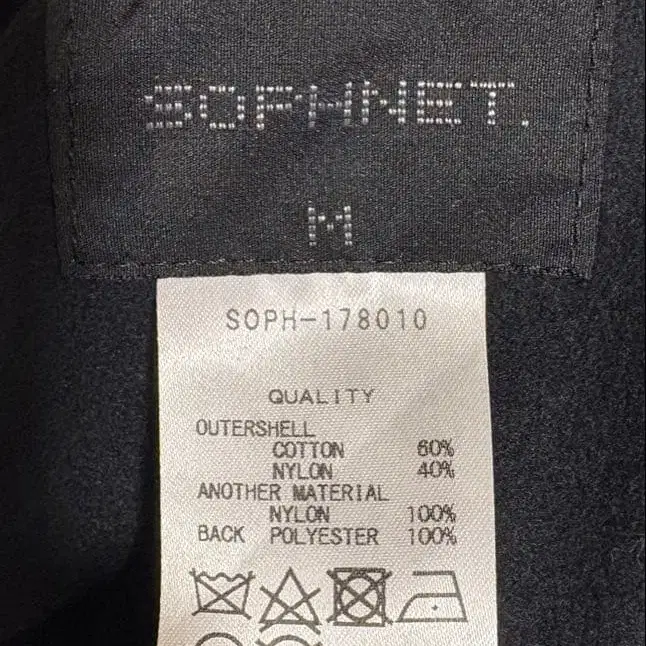 SOPHNET.
M
SOPH-178010
QUALITY
OUTERSHELL
COTTON 60%
NYLON 40%
ANOTHER MATERIAL
NYLON 100%
BACK POLYESTER 100%